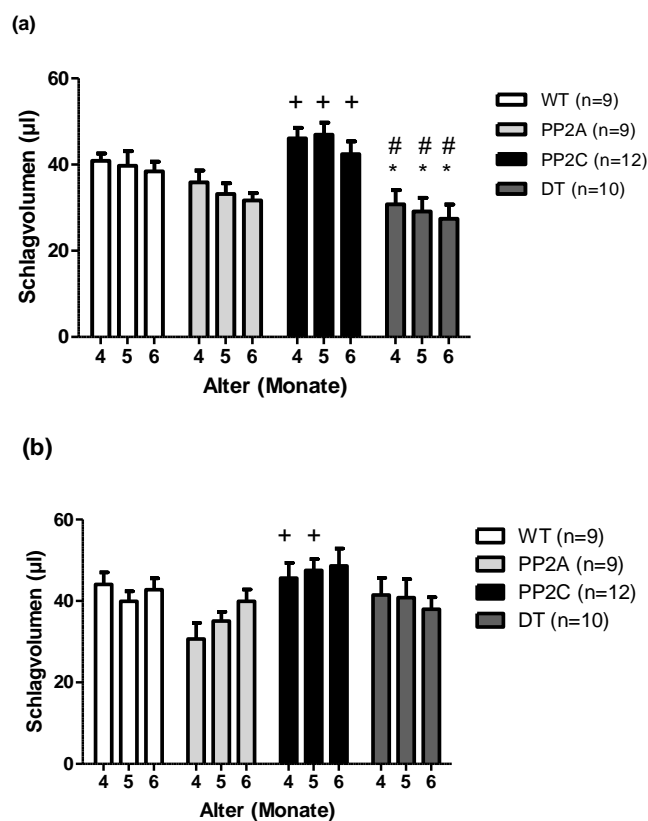 (a)
Schlagvolumen (µl)
60
40
20
0
+ + +
# # #
* * *
4 5 6 4 5 6 4 5 6 4 5 6
Alter (Monate)
WT (n=9)
PP2A (n=9)
PP2C (n=12)
DT (n=10)
(b)
Schlagvolumen (µl)
60
40
20
0
+ +
4 5 6 4 5 6 4 5 6 4 5 6
Alter (Monate)
WT (n=9)
PP2A (n=9)
PP2C (n=12)
DT (n=10)